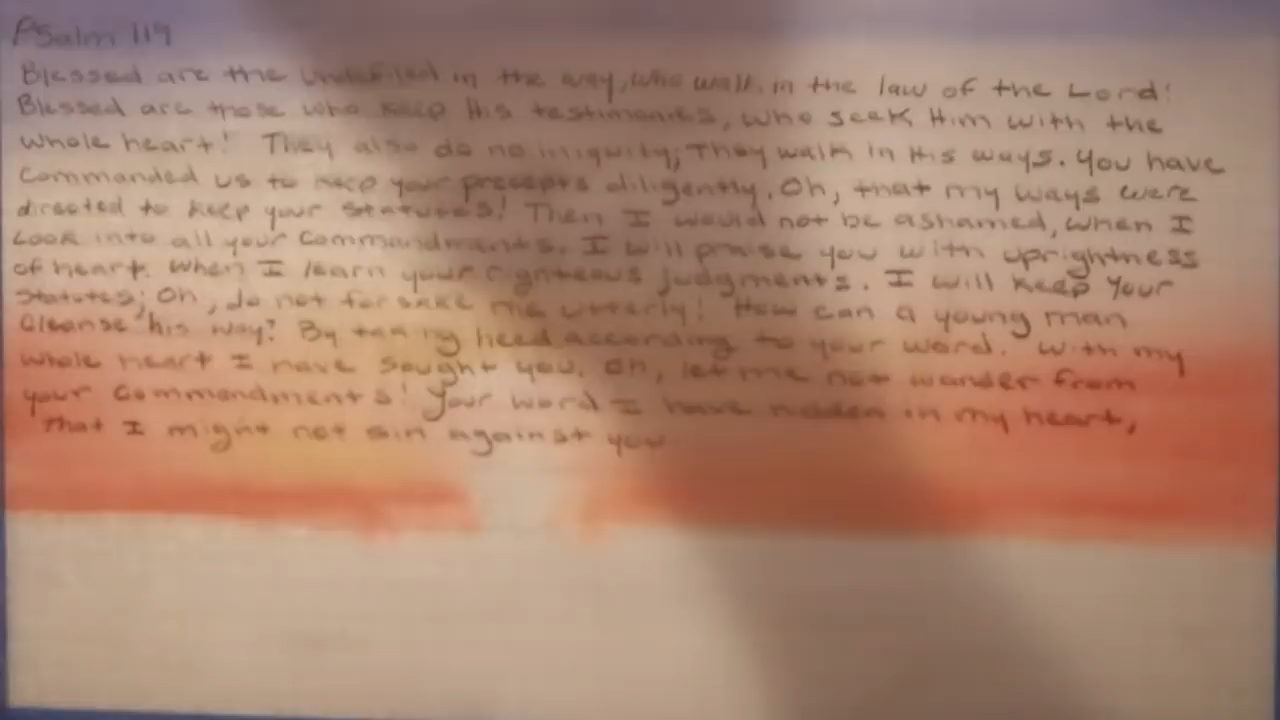 Psalm 119
Blessed are the undefiled in the way, who walk in the law of the Lord!
Blessed are those who keep His testimonies, who seek Him with the
whole heart! They also do no iniquity; They walk in His ways. You have
Commanded us to keep your precepts diligently. Oh, that my ways were
directed to keep your statutes! Then I would not be ashamed, when I
Look into all your commandments. I will praise you with uprightness
of heart. When I learn your righteous judgments. I will keep Your
Statutes; Oh, do not forsake me utterly! How can a young man
Cleanse his way? By taking heed according to your word. With my
whole heart I have sought you. Oh, let me not wander from
your Commandments! Your word I have hidden in my heart,
That I might not sin against you